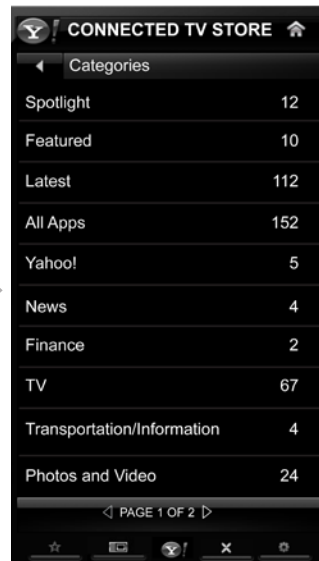 Y! CONNECTED TV STORE
Categories
Spotlight 12
Featured 10
Latest 112
All Apps 152
Yahoo! 5
News 4
Finance 2
TV 67
Transportation/Information 4
Photos and Video 24
PAGE 1 OF 2
Y!